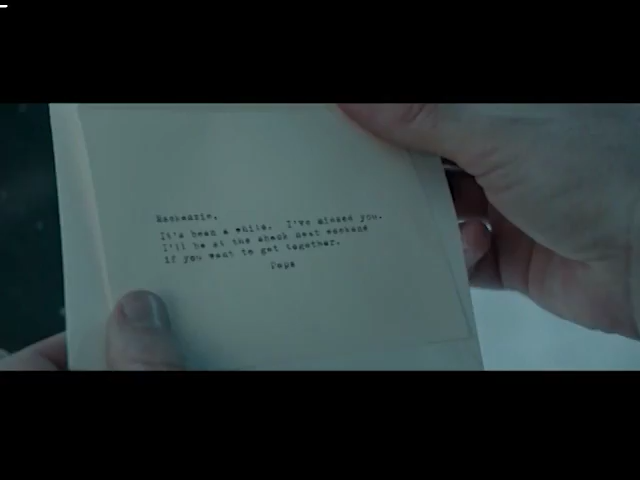 Mackenzie,
It's been a while. I've missed you.
I'll be at the shack next weekend
if you want to get together.
Papa